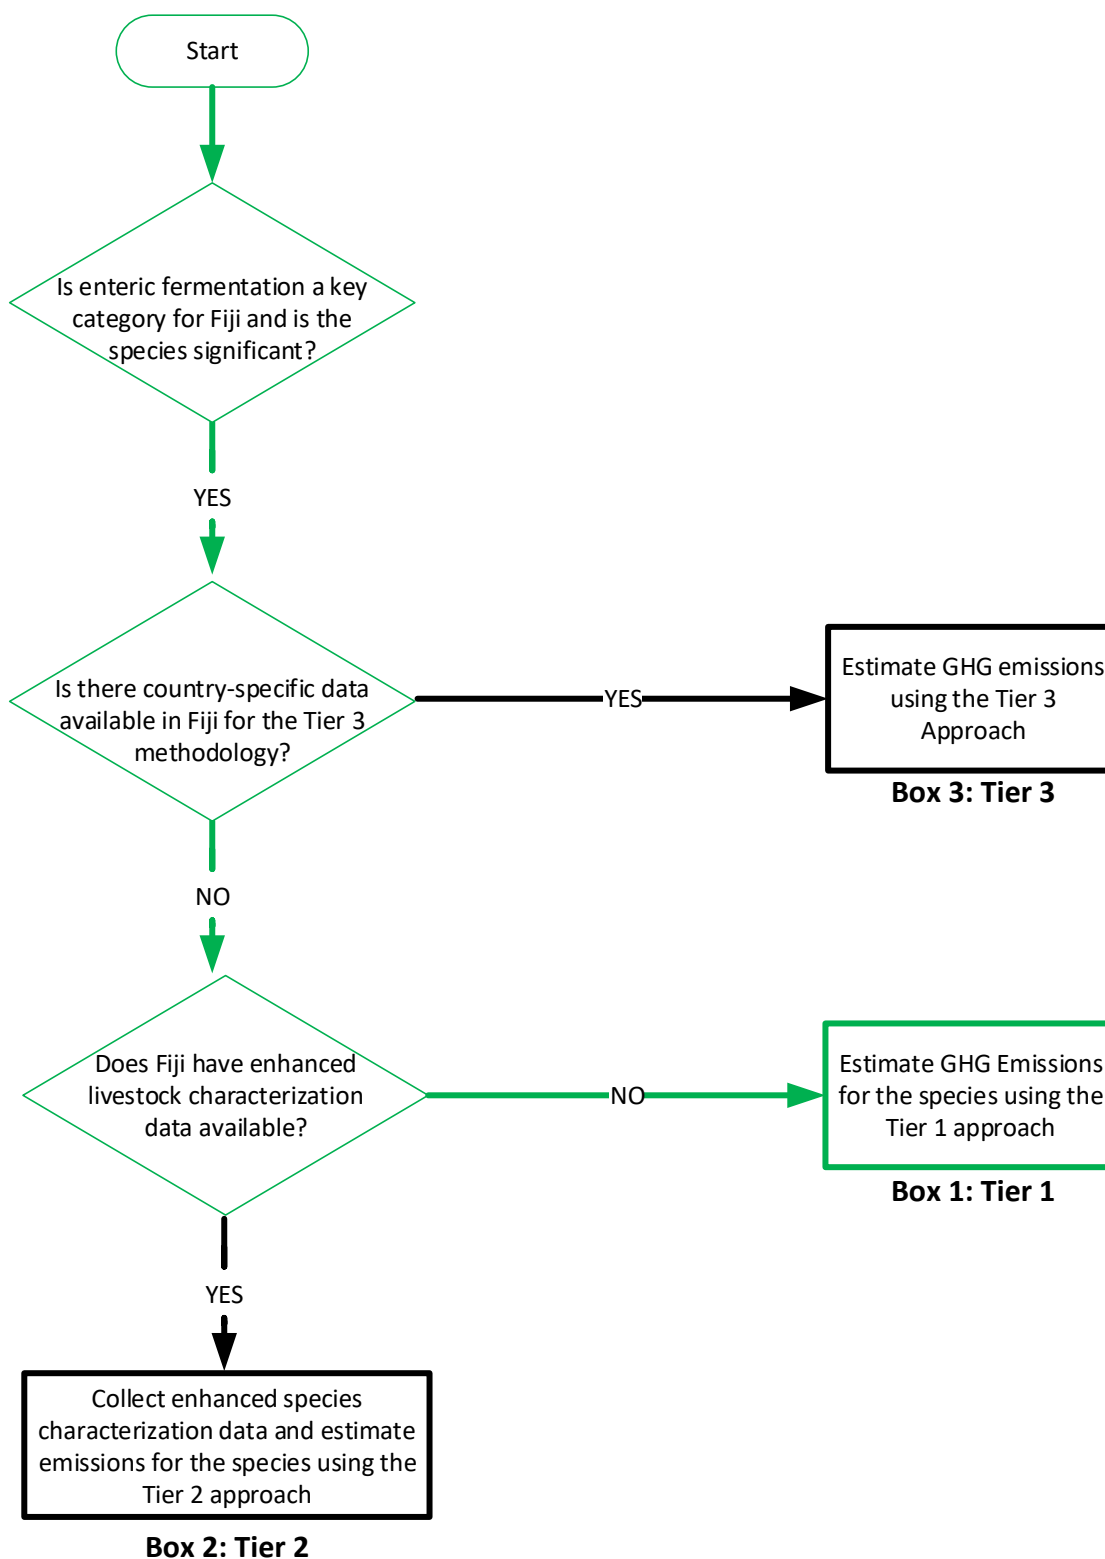 Start
Is enteric fermentation a key
category for Fiji and is the
species significant?
YES
Is there country-specific data
available in Fiji for the Tier 3
methodology?
YES
Estimate GHG emissions
using the Tier 3
Approach
Box 3: Tier 3
NO
Does Fiji have enhanced
livestock characterization
data available?
NO
Estimate GHG Emissions
for the species using the
Tier 1 approach
Box 1: Tier 1
YES
Collect enhanced species
characterization data and estimate
emissions for the species using the
Tier 2 approach
Box 2: Tier 2